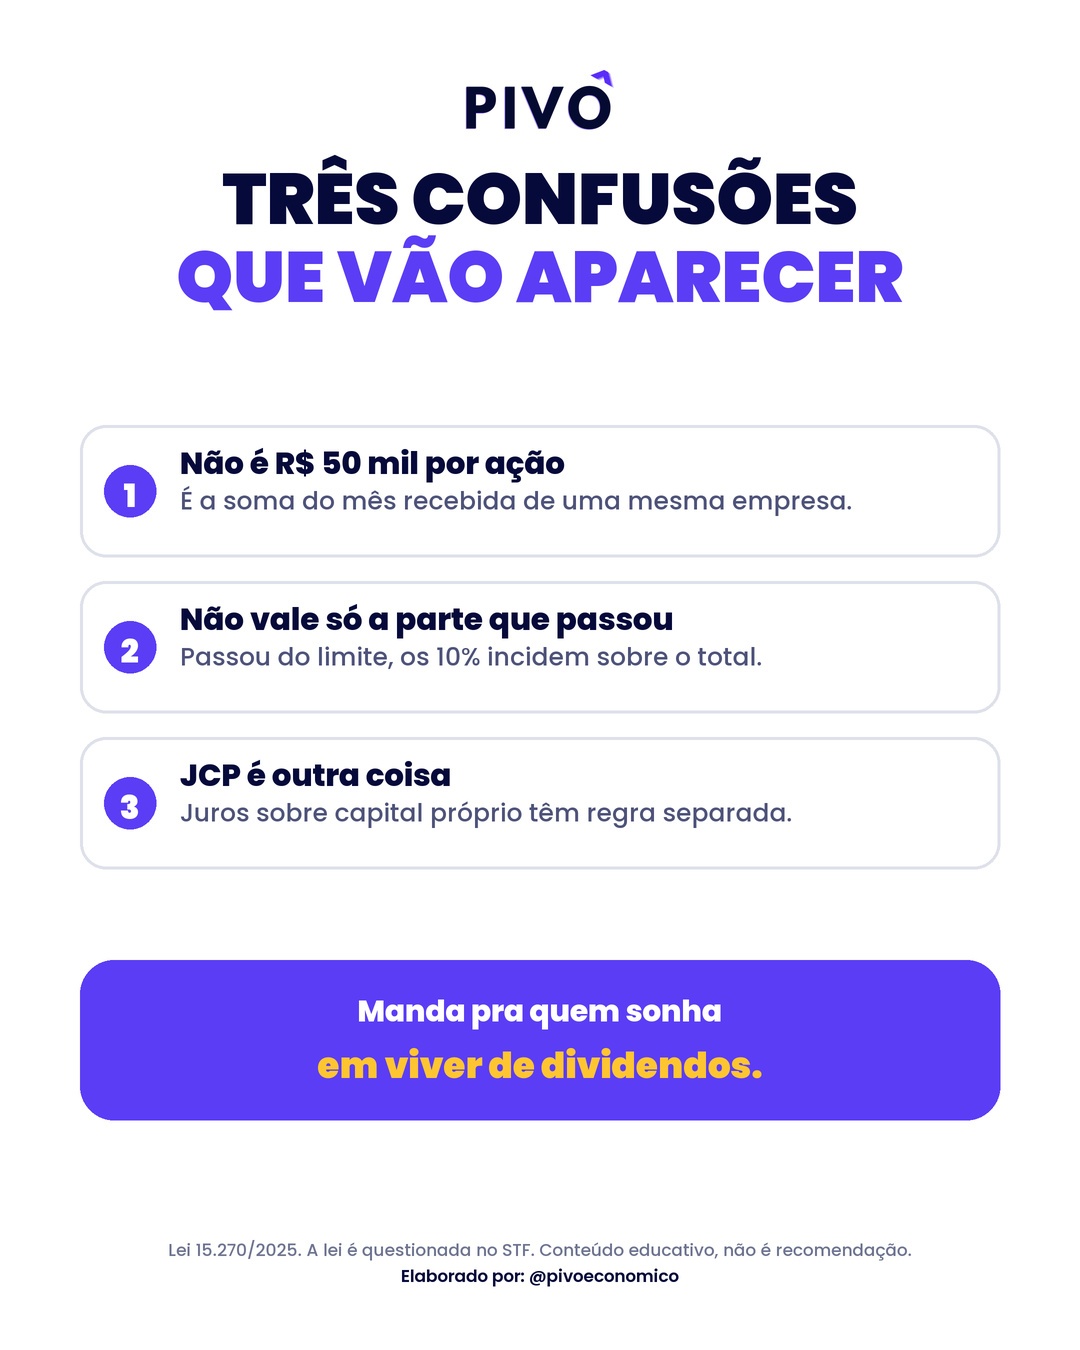 PIVÔ
TRÊS CONFUSÕES
QUE VÃO APARECER
1
Não é R$ 50 mil por ação
É a soma do mês recebida de uma mesma empresa.
2
Não vale só a parte que passou
Passou do limite, os 10% incidem sobre o total.
3
JCP é outra coisa
Juros sobre capital próprio têm regra separada.
Manda pra quem sonha
em viver de dividendos.
Lei 15.270/2025. A lei é questionada no STF. Conteúdo educativo, não é recomendação.
Elaborado por: @pivoeconomico